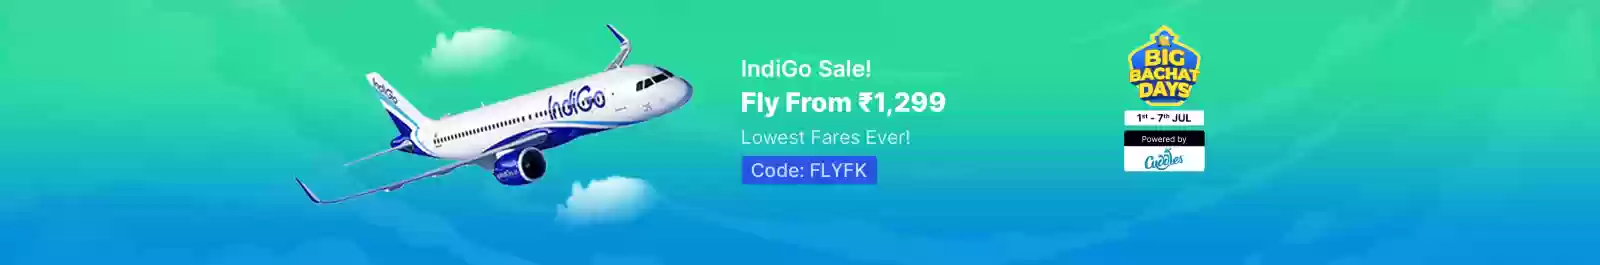 IndiGo
IndiGo
IndiGo Sale!
Fly From ₹1,299
Lowest Fares Ever!
Code: FLYFK
BIG
BACHAT
DAYS
1st - 7th JUL
Powered by
Cuddles